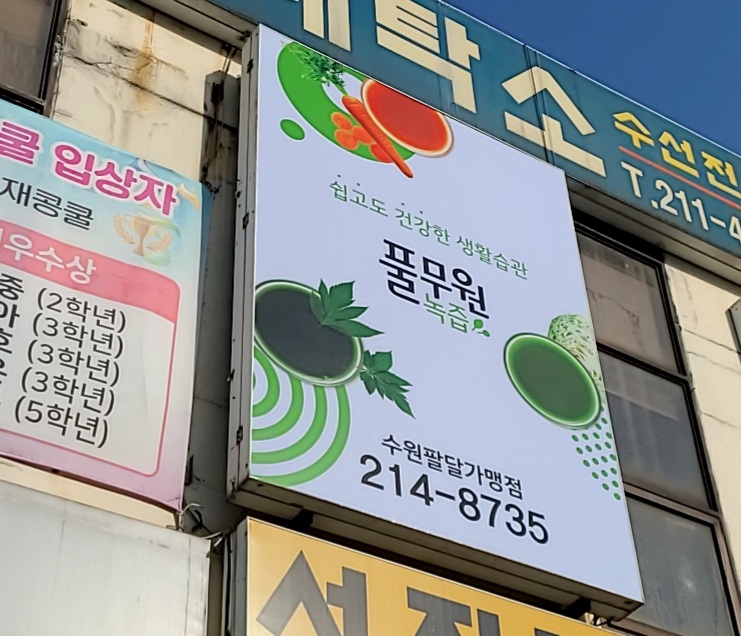 탁소
수선전
T.211-4
쿨 입상자
재콩쿨
우수상
중 (2학년)
(3학년)
(3학년)
(3학년)
(5학년)
쉽고도 건강한 생활습관
풀무원
녹즙
수원팔달가맹점
214-8735